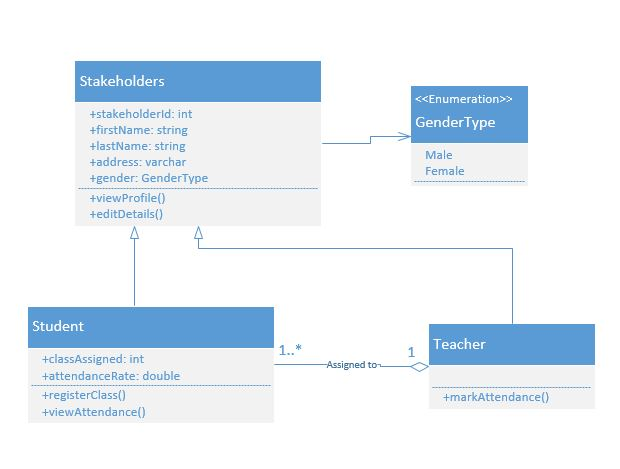 Stakeholders
+stakeholderId: int
+firstName: string
+lastName: string
+address: varchar
+gender: GenderType
+viewProfile()
+editDetails()
<<Enumeration>>
GenderType
Male
Female
Student
+classAssigned: int
+attendanceRate: double
+registerClass()
+viewAttendance()
1..*
Assigned to
1
Teacher
+markAttendance()